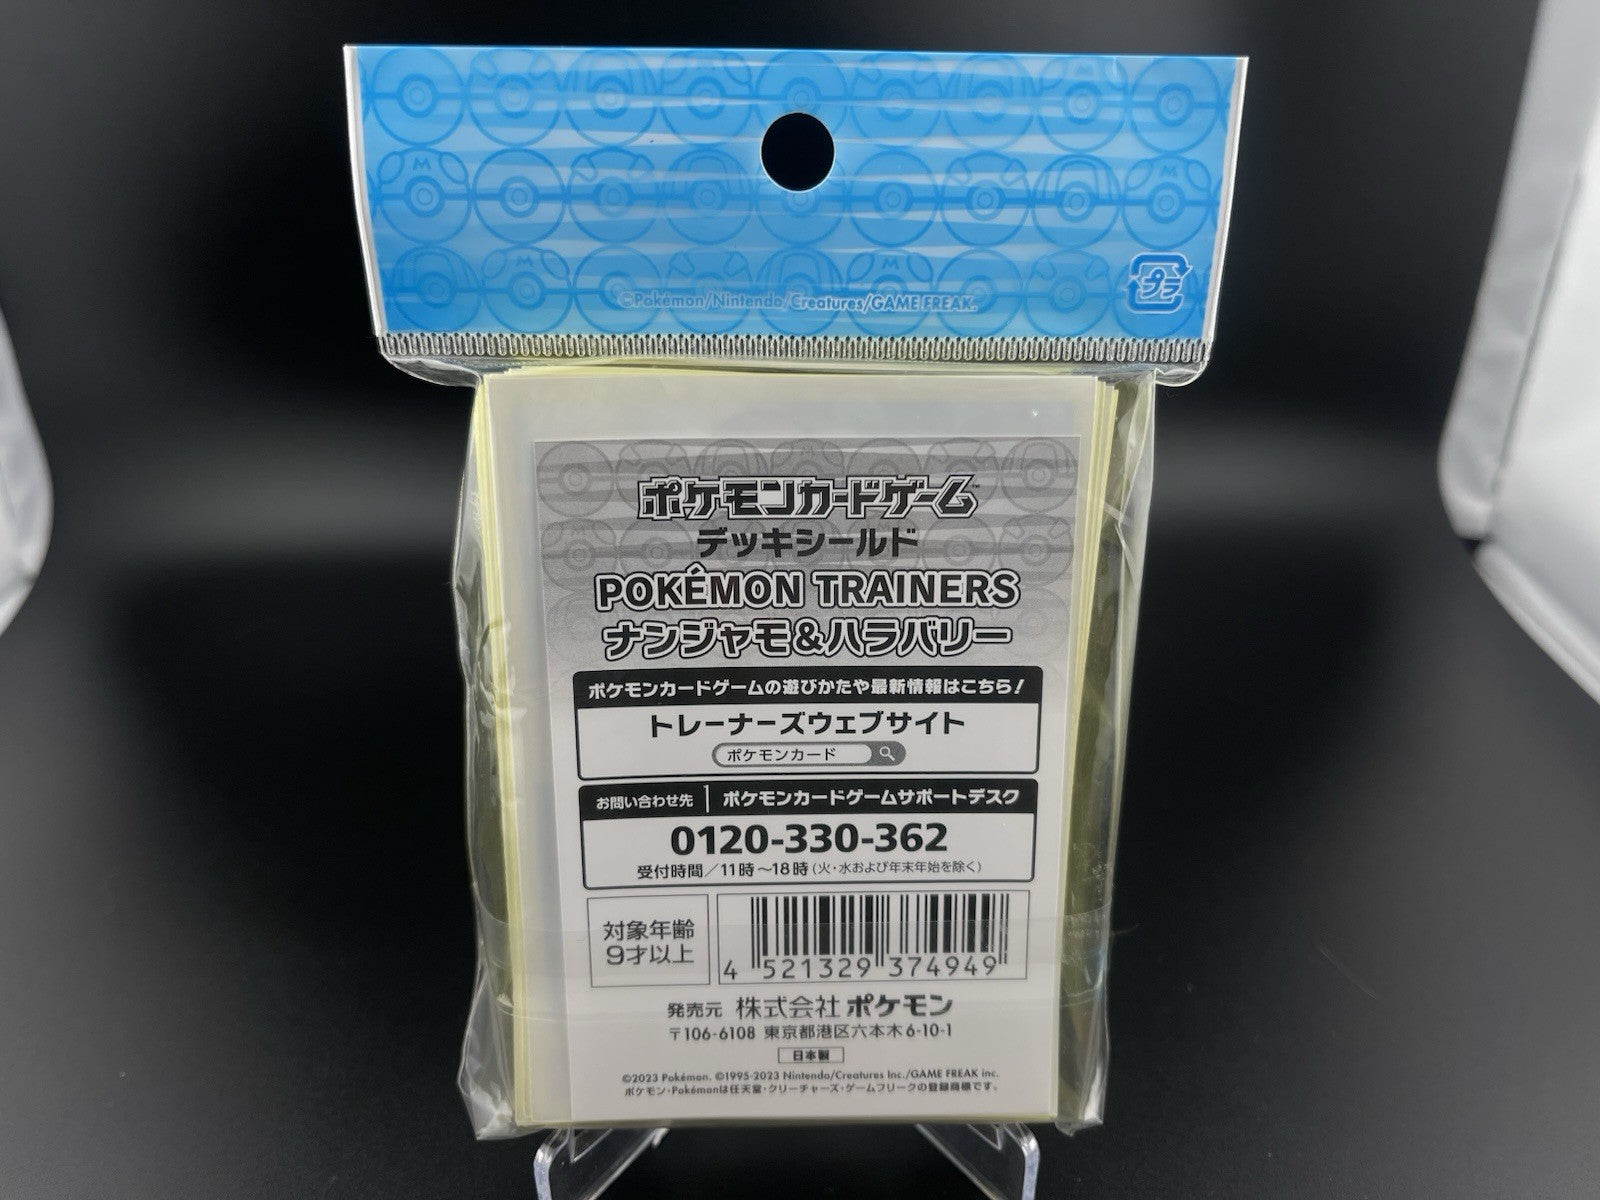 ©Pokémon/Nintendo/Creatures/GAME FREAK.
プラ
ポケモンカードゲーム™
デッキシールド
POKÉMON TRAINERS
ナンジャモ&ハラバリー
ポケモンカードゲームの遊びかたや最新情報はこちら!
トレーナーズウェブサイト
ポケモンカード
お問い合わせ先 ポケモンカードゲームサポートデスク
0120-330-362
受付時間/11時~18時(火・水および年末年始を除く)
対象年齢
9才以上
4 521329 374949
発売元 株式会社 ポケモン
〒106-6108 東京都港区六本木6-10-1
日本製
©2023 Pokémon. ©1995-2023 Nintendo/Creatures Inc./GAME FREAK inc.
ポケモン・Pokémonは任天堂・クリーチャーズ・ゲームフリークの登録商標です。